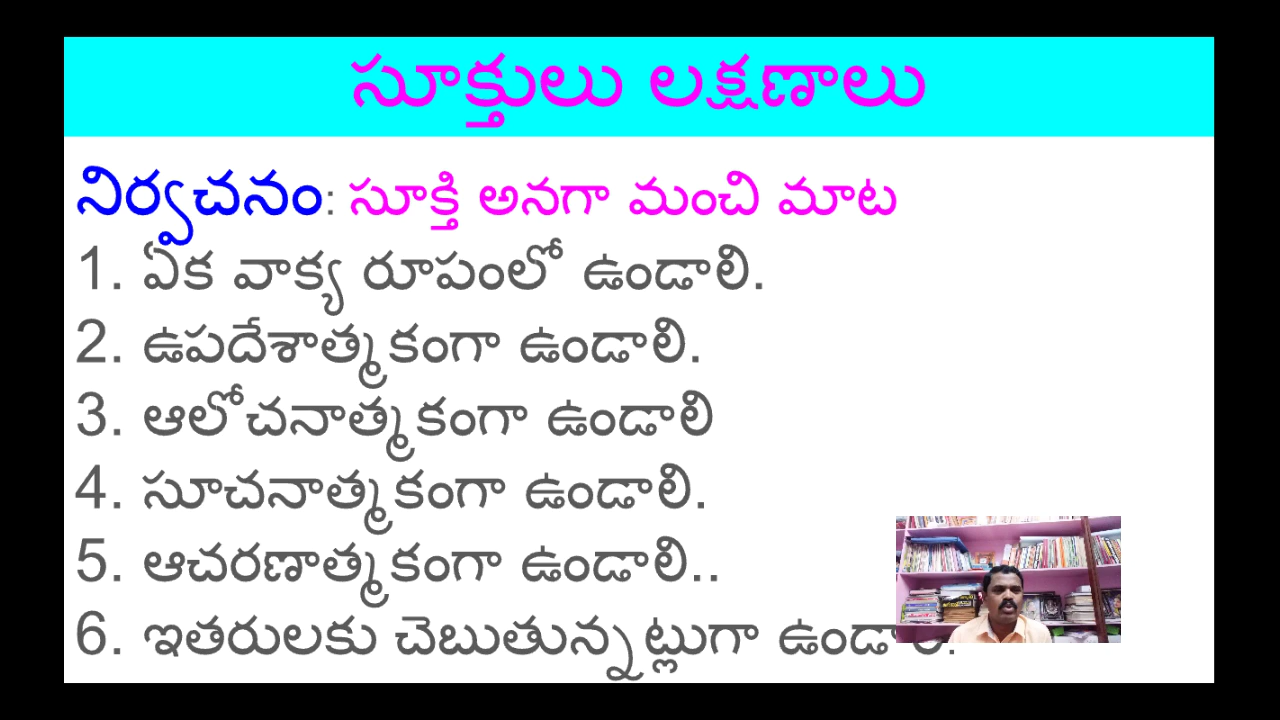 సూక్తులు లక్షణాలు
నిర్వచనం: సూక్తి అనగా మంచి మాట
1. ఏక వాక్య రూపంలో ఉండాలి.
2. ఉపదేశాత్మకంగా ఉండాలి.
3. ఆలోచనాత్మకంగా ఉండాలి
4. సూచనాత్మకంగా ఉండాలి.
5. ఆచరణాత్మకంగా ఉండాలి..
6. ఇతరులకు చెబుతున్నట్లుగా ఉండాలి.